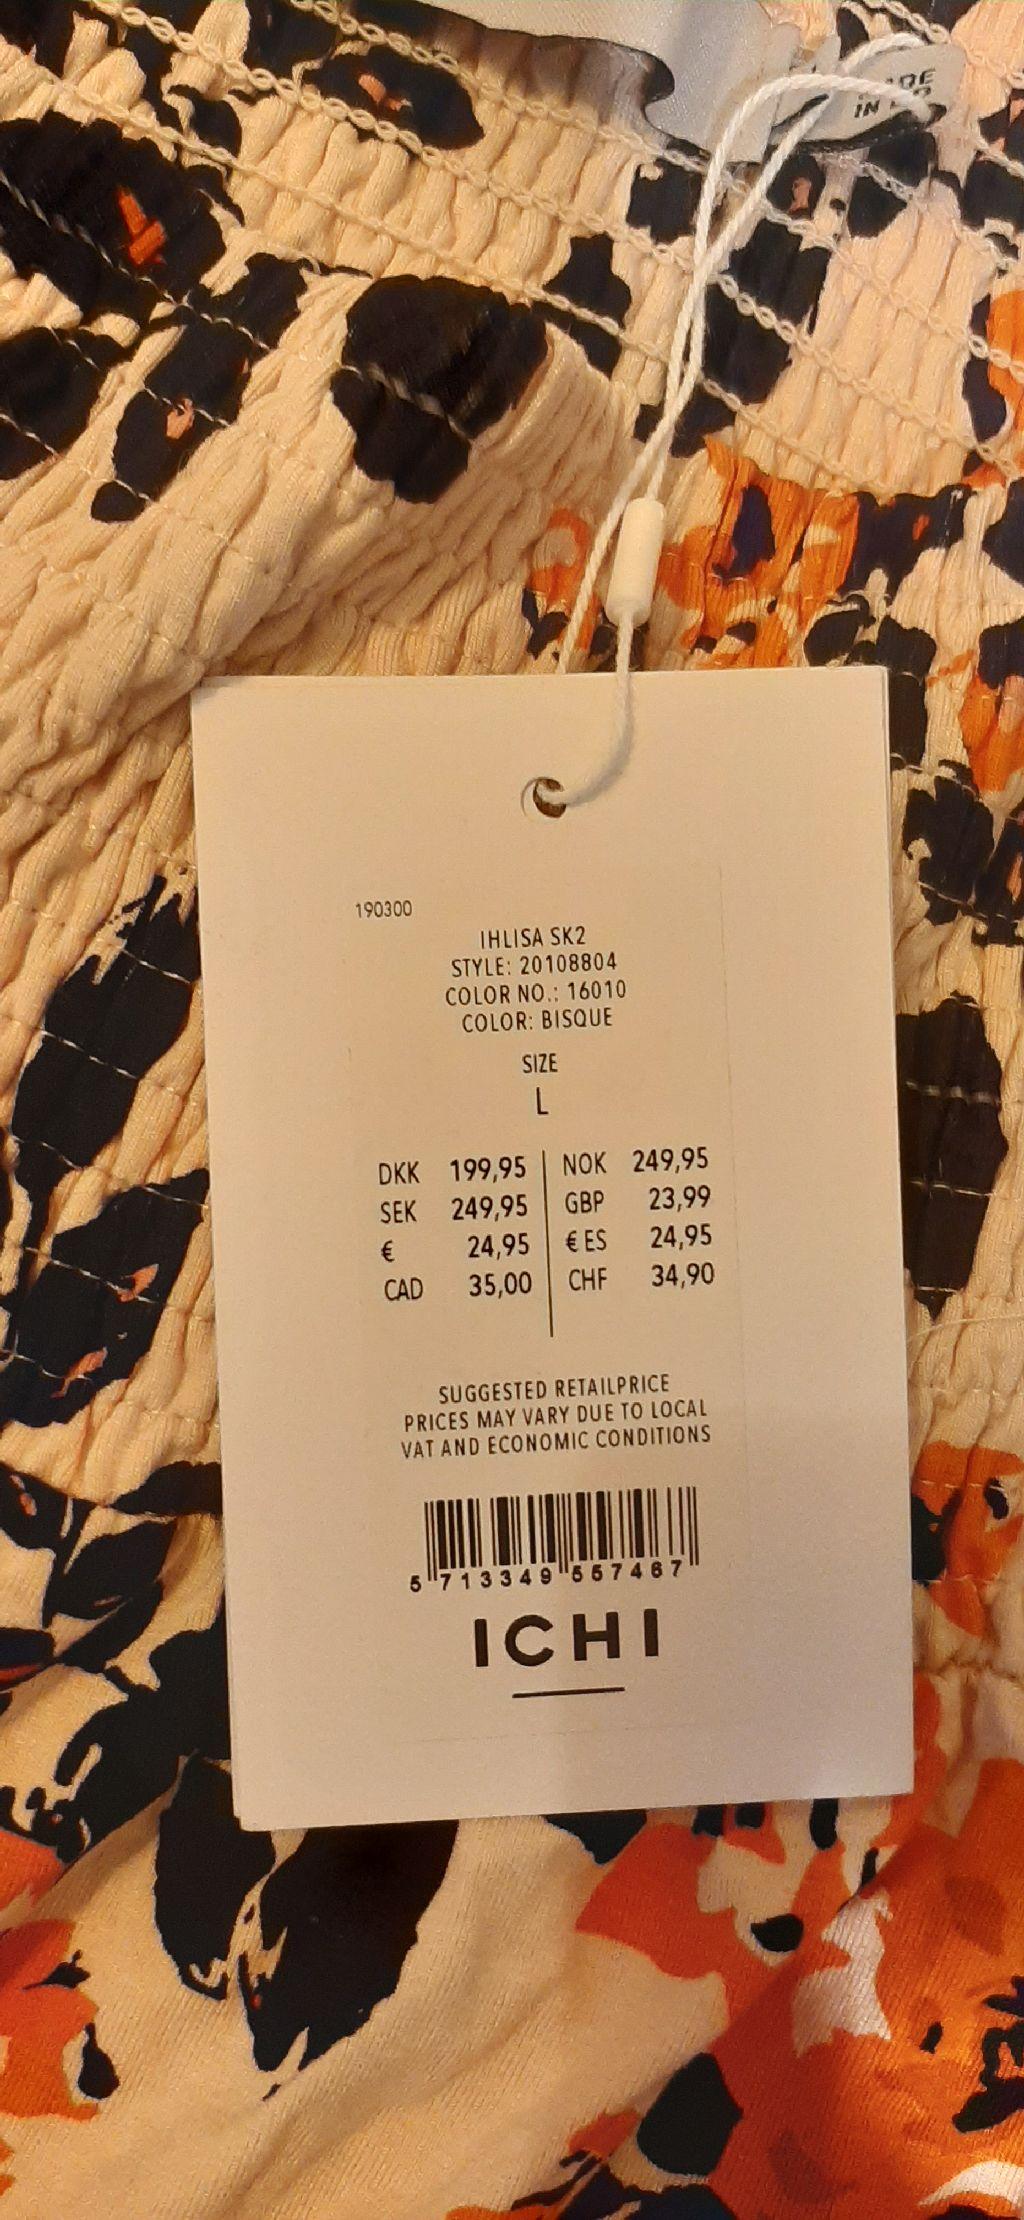 MADE
IN
190300
IHLISA SK2
STYLE: 20108804
COLOR NO.: 16010
COLOR: BISQUE
SIZE
L
DKK 199,95 NOK 249,95
SEK 249,95 GBP 23,99
€ 24,95 € ES 24,95
CAD 35,00 CHF 34,90
SUGGESTED RETAILPRICE
PRICES MAY VARY DUE TO LOCAL
VAT AND ECONOMIC CONDITIONS
5 713349 557467
ICHI